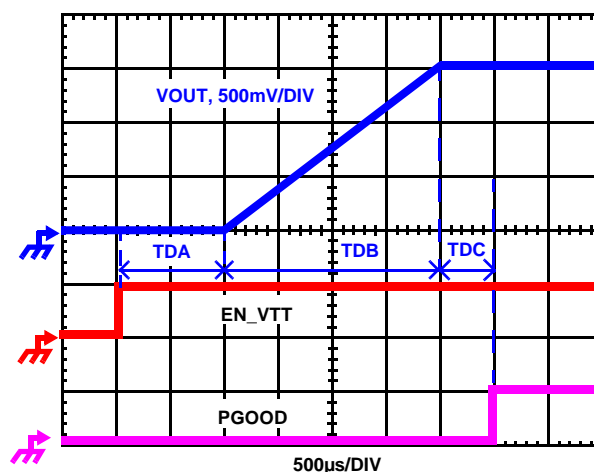 VOUT, 500mV/DIV
TDA
TDB
TDC
EN_VTT
PGOOD
500µs/DIV